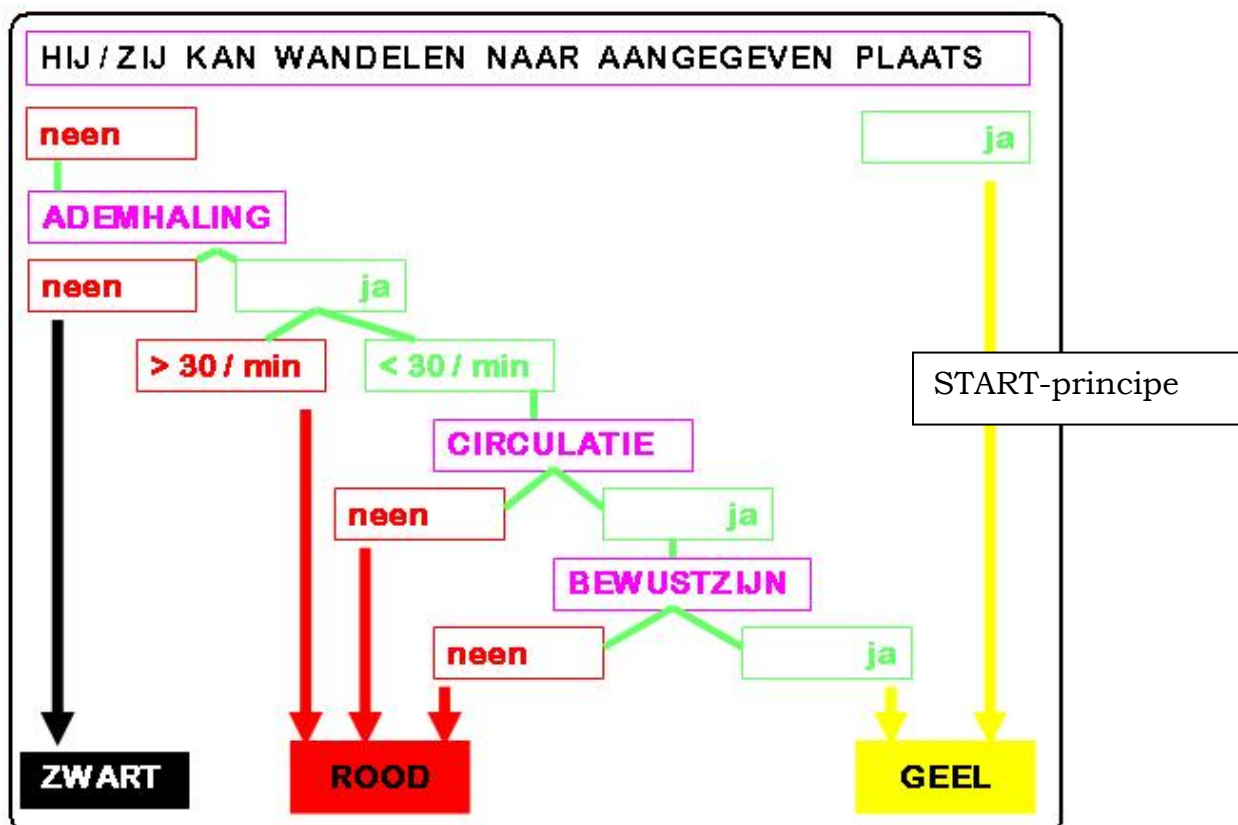 HIJ / ZIJ KAN WANDELEN NAAR AANGEGEVEN PLAATS
neen
ja
ADEMHALING
neen
ja
> 30 / min
< 30 / min
START-principe
CIRCULATIE
neen
ja
BEWUSTZIJN
neen
ja
ZWART
ROOD
GEEL